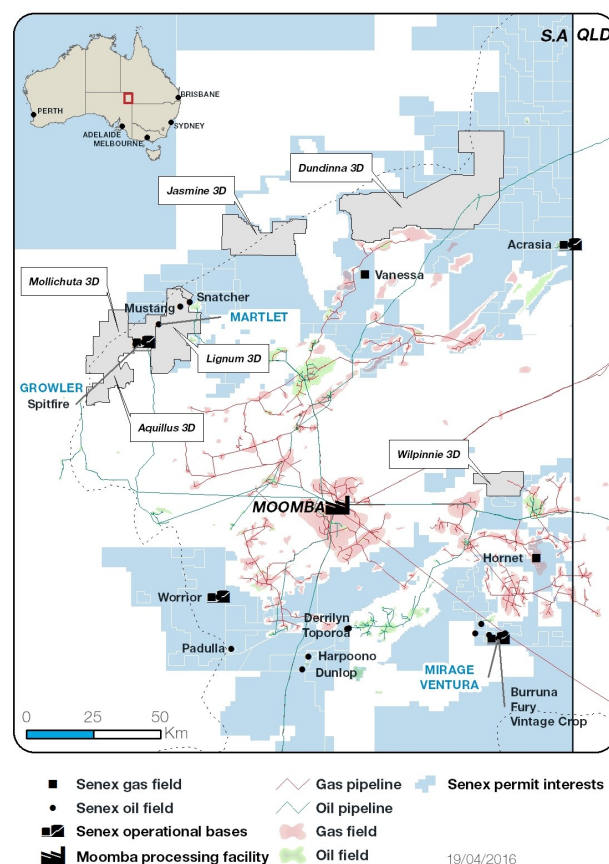 S.A QLD
BRISBANE
PERTH
SYDNEY
ADELAIDE
MELBOURNE
Dundinna 3D
Jasmine 3D
Acrasia
Vanessa
Mollichuta 3D
Snatcher
Mustang
MARTLET
Lignum 3D
GROWLER
Spitfire
Aquillus 3D
Wilpinnie 3D
MOOMBA
Hornet
Worrior
Derrilyn
Toporoa
Padulla
Harpoono
Dunlop
MIRAGE
VENTURA
Burruna
Fury
Vintage Crop
0 25 50
Km
Senex gas field
Gas pipeline
Senex permit interests
Senex oil field
Oil pipeline
Senex operational bases
Gas field
Moomba processing facility
Oil field
19/04/2016